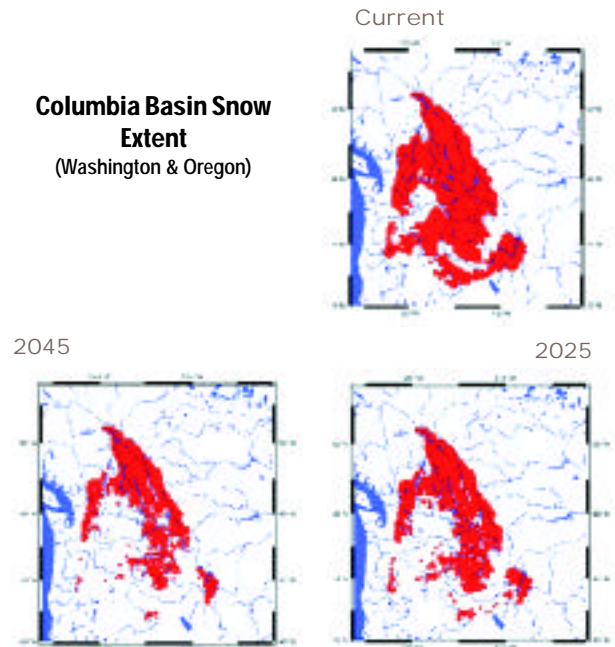 Current
Columbia Basin Snow
Extent
(Washington & Oregon)
2045
2025